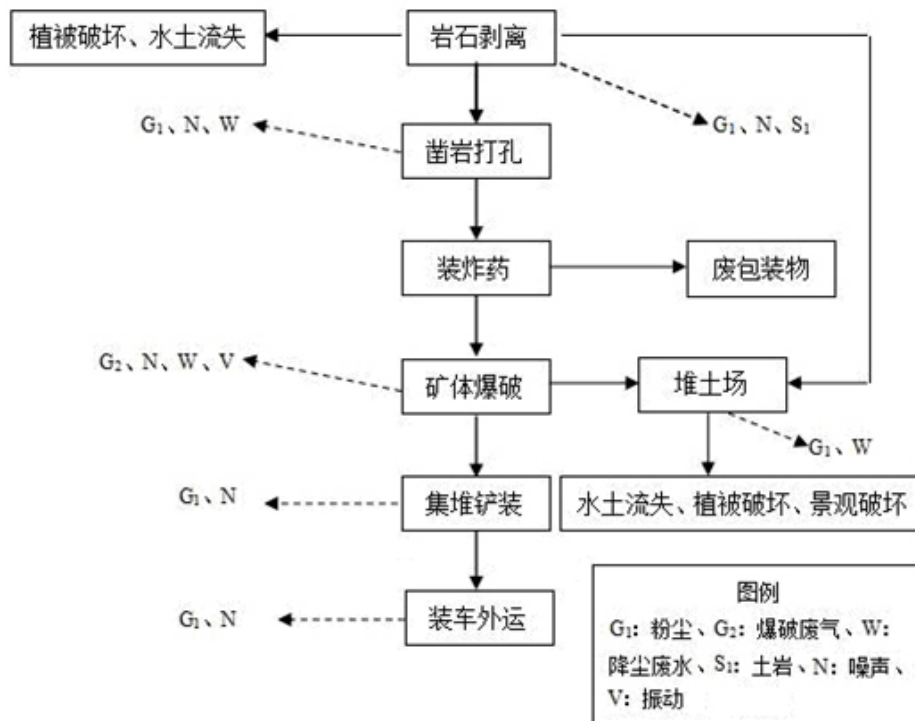 植被破坏、水土流失
岩石剥离
G₁、N、W
G₁、N、S₁
凿岩打孔
装炸药
废包装物
G₂、N、W、V
矿体爆破
堆土场
G₁、W
G₁、N
集堆铲装
水土流失、植被破坏、景观破坏
G₁、N
装车外运
图例
G₁：粉尘、G₂：爆破废气、W：
降尘废水、S₁：土岩、N：噪声、
V：振动